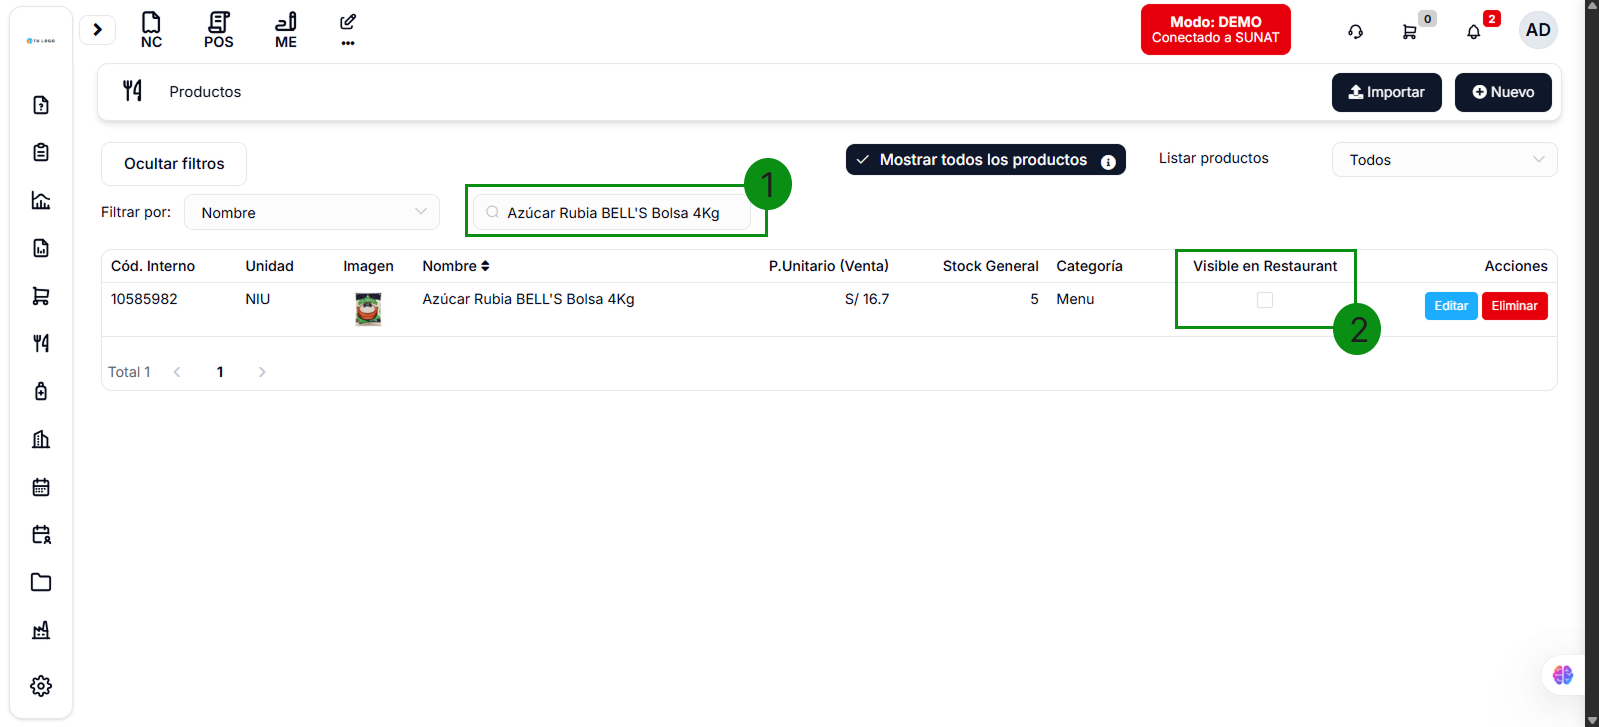 TU LOGO
NC
POS
ME
Modo: DEMO
Conectado a SUNAT
0
2
AD
Productos
Importar
Nuevo
Ocultar filtros
Mostrar todos los productos
Listar productos
Todos
Filtrar por:
Nombre
Azúcar Rubia BELL'S Bolsa 4Kg
1
Cód. Interno
Unidad
Imagen
Nombre
P.Unitario (Venta)
Stock General
Categoría
Visible en Restaurant
Acciones
10585982
NIU
Azúcar Rubia BELL'S Bolsa 4Kg
S/ 16.7
5
Menu
Editar
Eliminar
2
Total 1
1